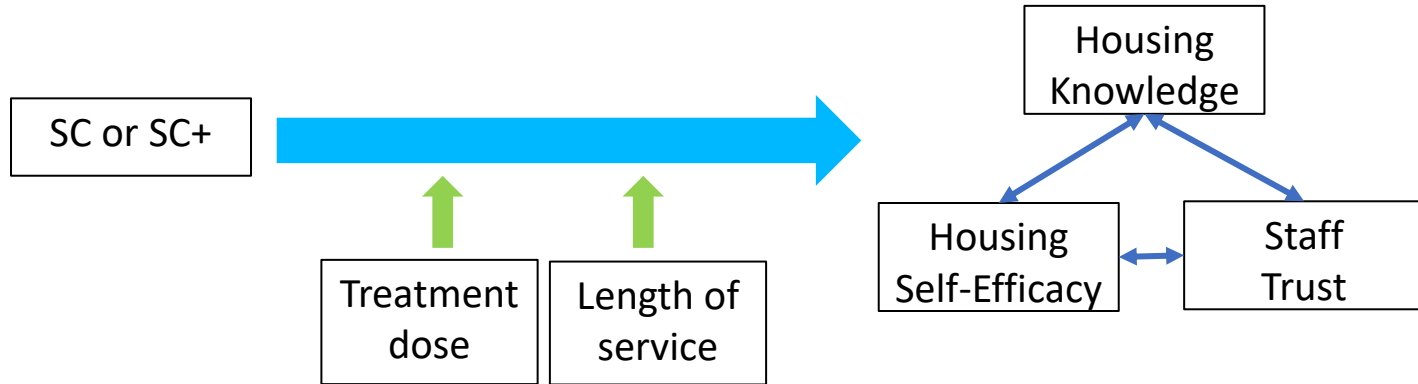 SC or SC+
Treatment
dose
Length of
service
Housing
Knowledge
Housing
Self-Efficacy
Staff
Trust